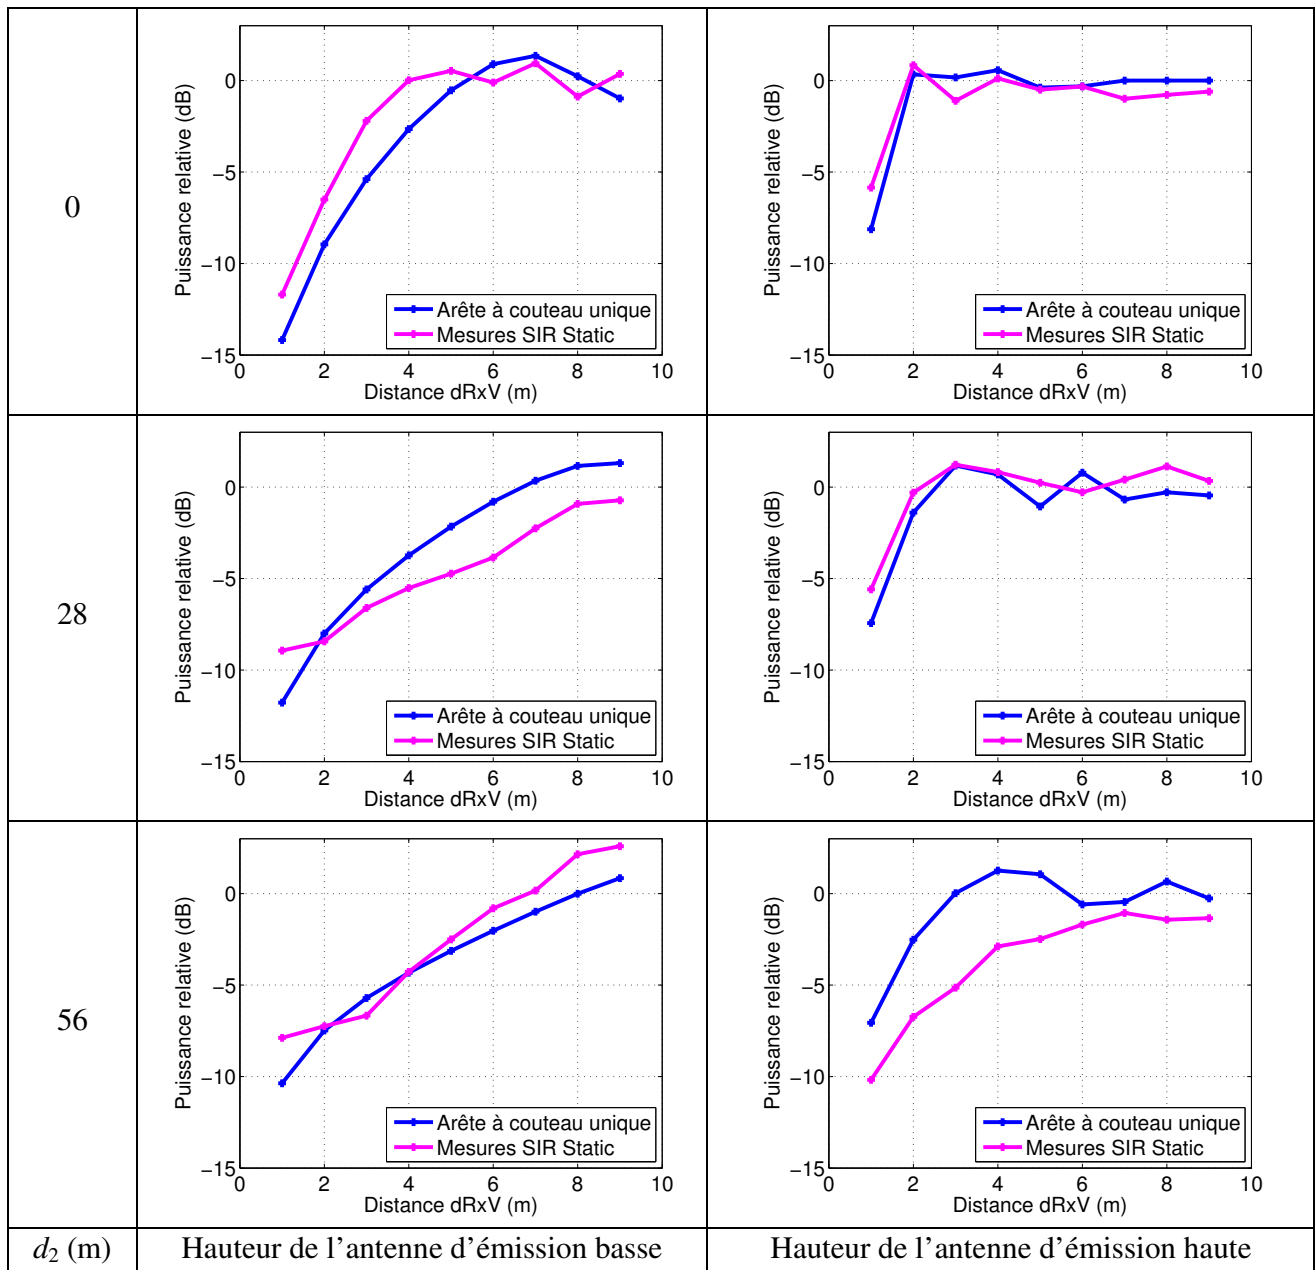 0
Puissance relative (dB)
0
−5
−10
−15
0 2 4 6 8 10
Distance dRxV (m)
Arête à couteau unique
Mesures SIR Static
Puissance relative (dB)
0
−5
−10
−15
0 2 4 6 8 10
Distance dRxV (m)
Arête à couteau unique
Mesures SIR Static
28
Puissance relative (dB)
0
−5
−10
−15
0 2 4 6 8 10
Distance dRxV (m)
Arête à couteau unique
Mesures SIR Static
Puissance relative (dB)
0
−5
−10
−15
0 2 4 6 8 10
Distance dRxV (m)
Arête à couteau unique
Mesures SIR Static
56
Puissance relative (dB)
0
−5
−10
−15
0 2 4 6 8 10
Distance dRxV (m)
Arête à couteau unique
Mesures SIR Static
Puissance relative (dB)
0
−5
−10
−15
0 2 4 6 8 10
Distance dRxV (m)
Arête à couteau unique
Mesures SIR Static
d₂ (m)
Hauteur de l'antenne d'émission basse
Hauteur de l'antenne d'émission haute